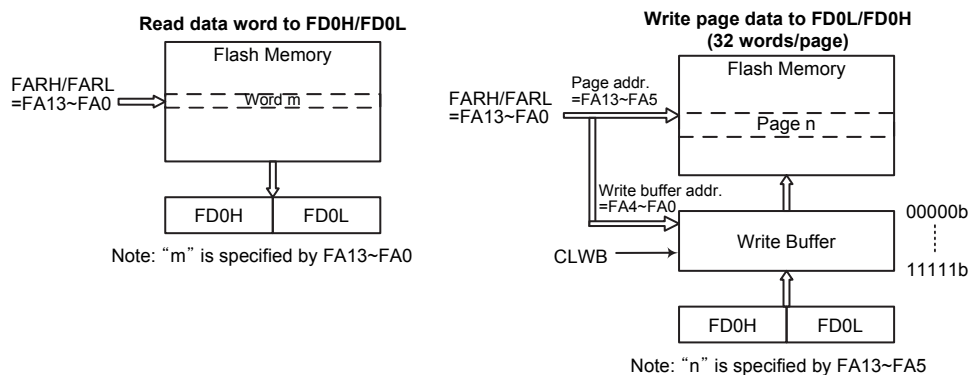 Read data word to FD0H/FD0L
Flash Memory
FARH/FARL
=FA13~FA0
Word m
FD0H FD0L
Note: “m” is specified by FA13~FA0
Write page data to FD0L/FD0H
(32 words/page)
Flash Memory
Page addr.
=FA13~FA5
FARH/FARL
=FA13~FA0
Page n
Write buffer addr.
=FA4~FA0
00000b
Write Buffer
CLWB
11111b
FD0H FD0L
Note: “n” is specified by FA13~FA5